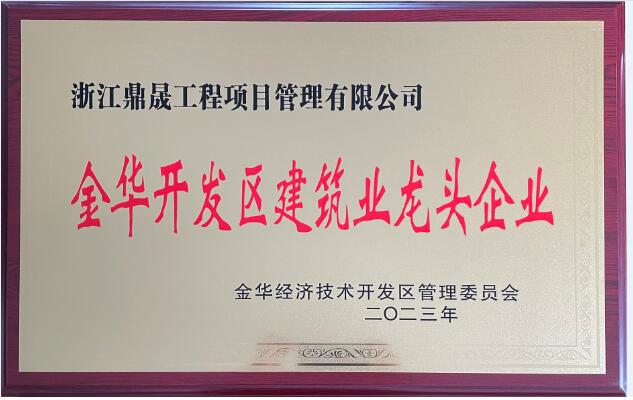 浙江鼎晟工程项目管理有限公司
金华开发区建筑业龙头企业
金华经济技术开发区管理委员会
二〇二三年